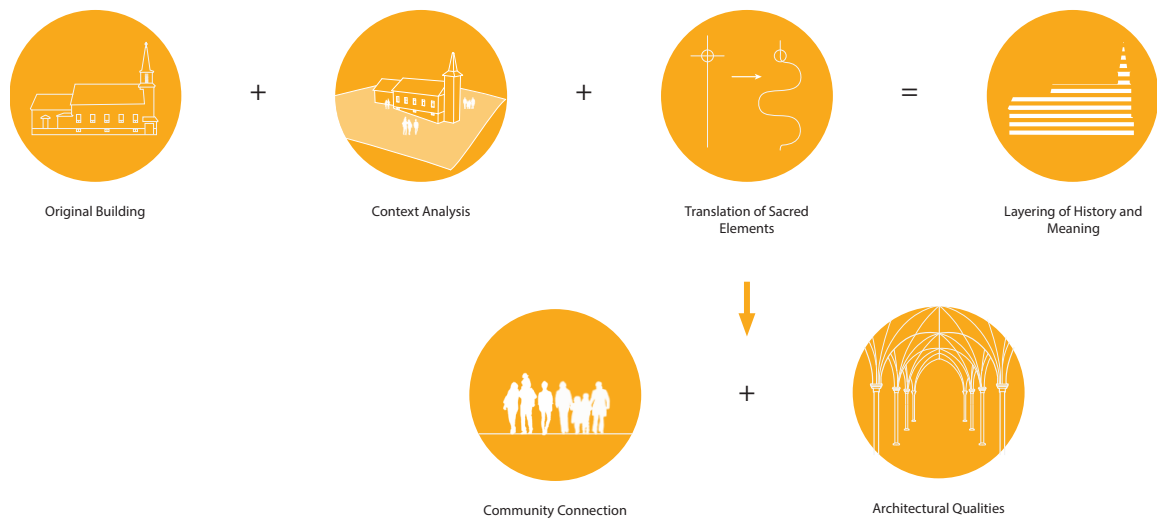 +
+
=
Original Building
Context Analysis
Translation of Sacred
Elements
Layering of History and
Meaning
+
Community Connection
Architectural Qualities